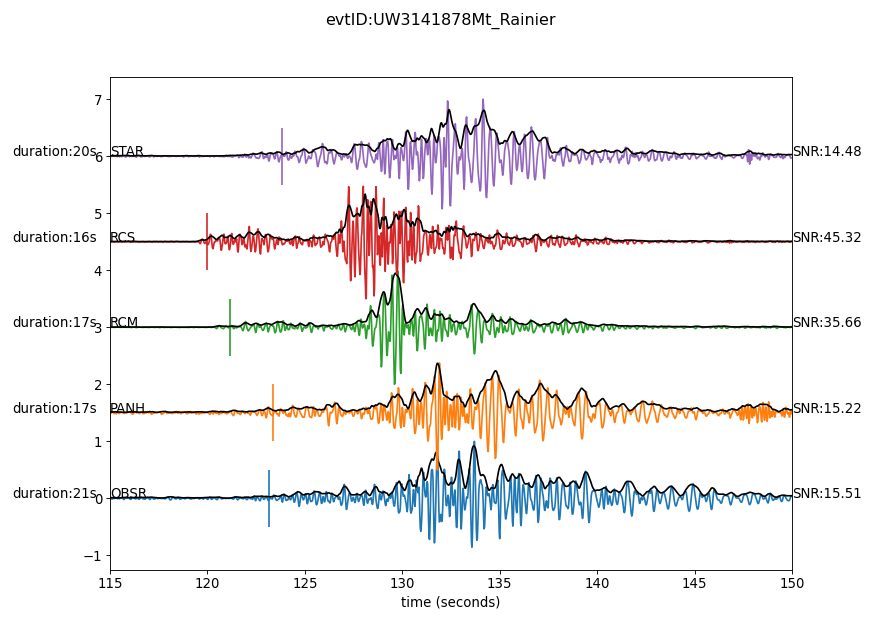 evtID:UW3141878Mt_Rainier
7
duration:20s 6 STAR SNR:14.48
5
duration:16s RCS SNR:45.32
4
duration:17s 3 RCM SNR:35.66
2
duration:17s PANH SNR:15.22
1
duration:21s 0 OBSR SNR:15.51
−1
115 120 125 130 135 140 145 150
time (seconds)